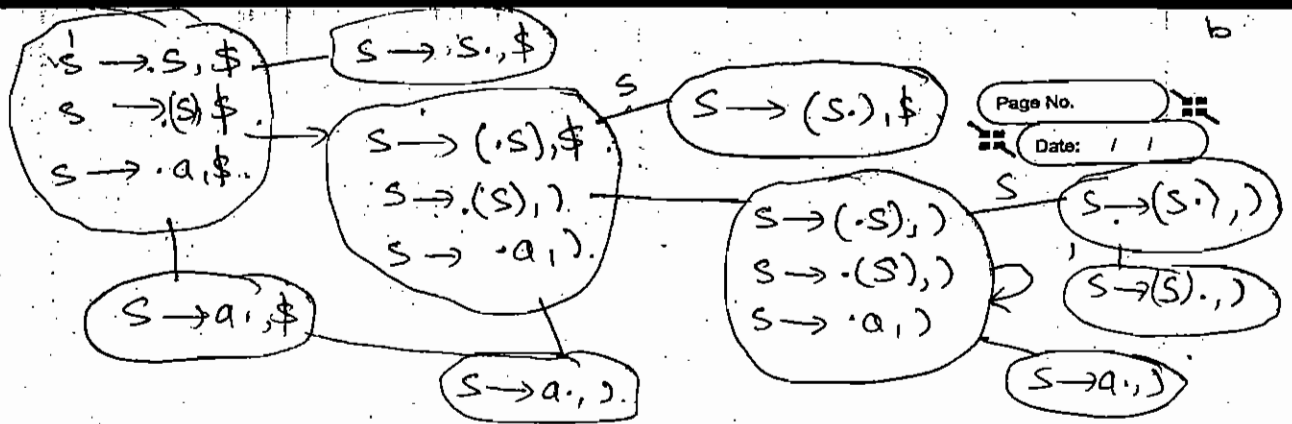 b
S' → .S, $
S → .(S), $
S → .a, $
S → S., $
S → (.S), $
S → .(S), )
S → .a, )
S
S → (S.), $
Page No.
Date: / /
S → (.S), )
S → .(S), )
S → .a, )
S
S → (S.), )
S → (S)., )
S → a., $
S → a., )
S → a., )